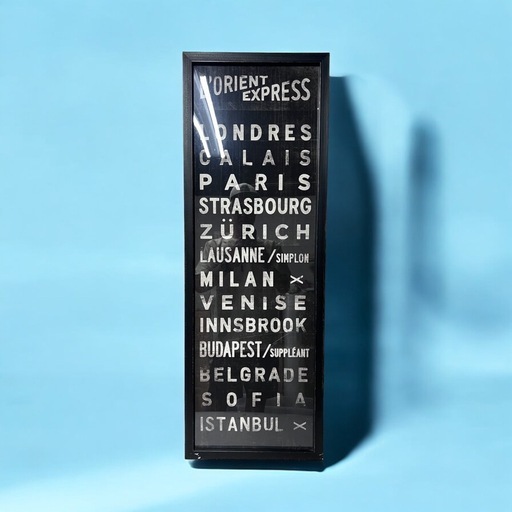 L'ORIENT
EXPRESS
LONDRES
CALAIS
PARIS
STRASBOURG
ZÜRICH
LAUSANNE/SIMPLON
MILAN X
VENISE
INNSBROOK
BUDAPEST/SUPPLÉANT
BELGRADE
SOFIA
ISTANBUL X